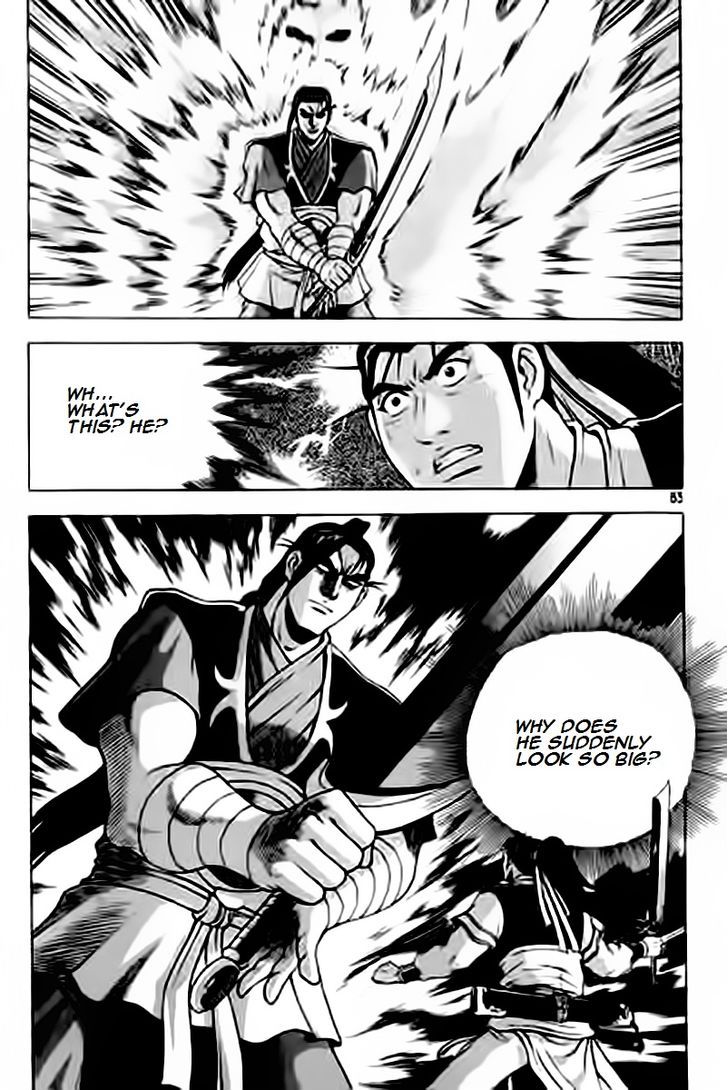 WH...
WHAT'S
THIS? HE?
83
WHY DOES
HE SUDDENLY
LOOK SO BIG?